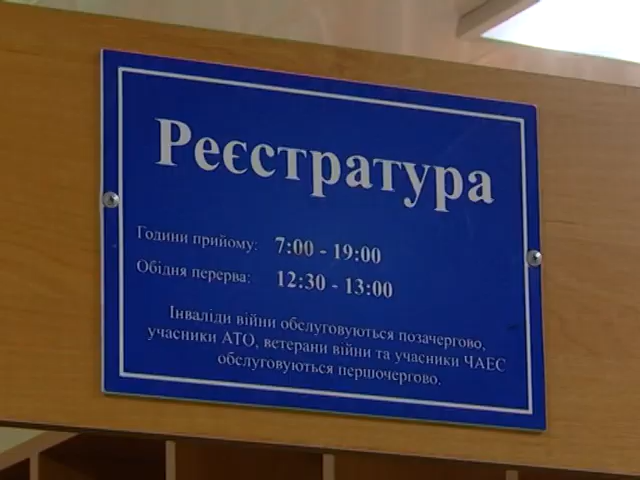 Реєстратура
Години прийому: 7:00 - 19:00
Обідня перерва: 12:30 - 13:00
Інваліди війни обслуговуються позачергово,
учасники АТО, ветерани війни та учасники ЧАЕС
обслуговуються першочергово.